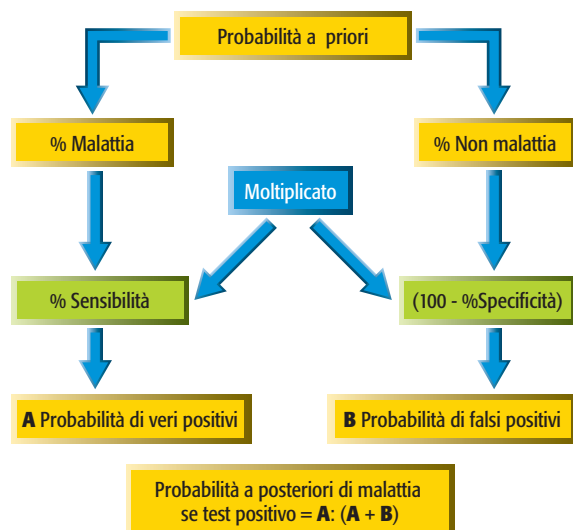 Probabilità a priori
% Malattia
% Non malattia
Moltiplicato
% Sensibilità
(100 - %Specificità)
A Probabilità di veri positivi
B Probabilità di falsi positivi
Probabilità a posteriori di malattia
se test positivo = A: (A + B)